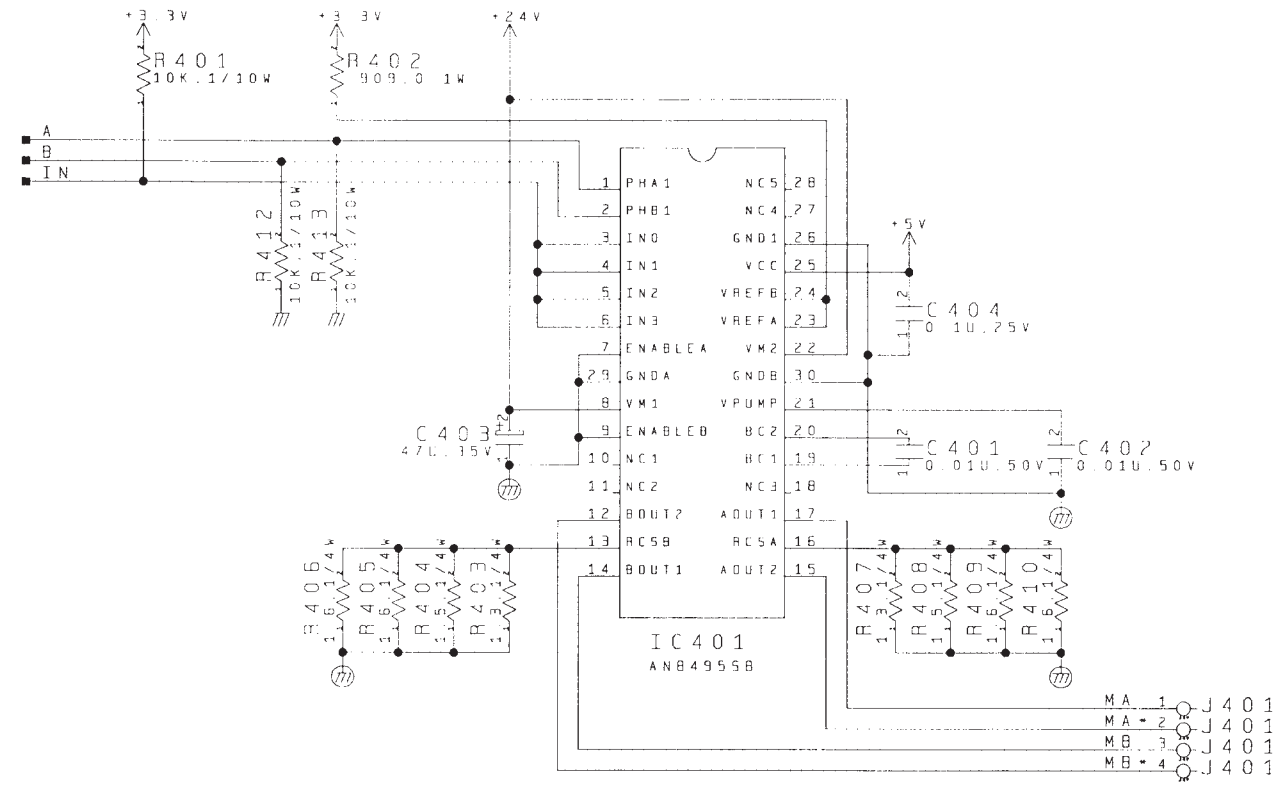 +3.3V
+3.3V
+24V
R401
10K.1/10W
R402
909.0 1W
A
B
IN
R412
10K.1/10W
R413
10K.1/10W
1 PHA1 NC5 28
2 PHB1 NC4 27
3 IN0 GND1 26
4 IN1 VCC 25
5 IN2 VREFB 24
6 IN3 VREFA 23
7 ENABLEA VM2 22
29 GNDA GNDB 30
8 VM1 VPUMP 21
9 ENABLEB BC2 20
10 NC1 BC1 19
11 NC2 NC3 18
12 BOUT2 AOUT1 17
13 RCSB RCSA 16
14 BOUT1 AOUT2 15
+5V
C404
0.1U.25V
C403
47U.35V
C401
0.01U.50V
C402
0.01U.50V
R406
1.6.1/4W
R405
1.6.1/4W
R404
1.5.1/4W
R403
1.3.1/4W
R407
1.3.1/4W
R408
1.5.1/4W
R409
1.6.1/4W
R410
1.6.1/4W
IC401
AN8495SB
MA 1 J401
MA* 2 J401
MB 3 J401
MB* 4 J401